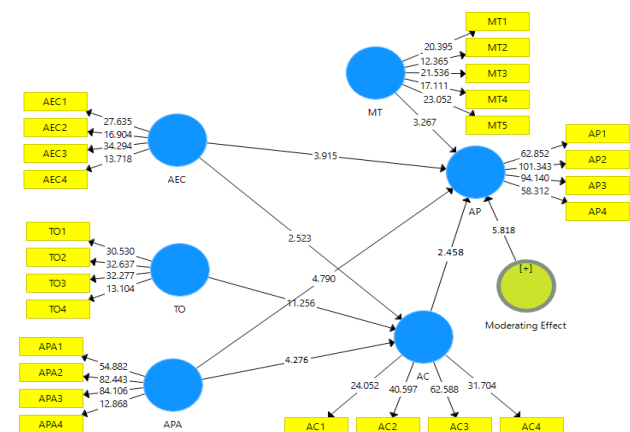 MT1
MT2
MT3
MT4
MT5
20.395
12.365
21.536
17.111
23.052
MT
3.267
AEC1
AEC2
AEC3
AEC4
27.635
16.904
34.294
13.718
AEC
3.915
AP1
AP2
AP3
AP4
62.852
101.343
94.140
58.312
AP
5.818
2.523
TO1
TO2
TO3
TO4
30.530
32.637
32.277
13.104
TO
4.790
11.256
2.458
[+]
Moderating Effect
APA1
APA2
APA3
APA4
54.882
82.443
84.106
12.868
APA
4.276
AC
24.052
40.597
62.588
31.704
AC1
AC2
AC3
AC4